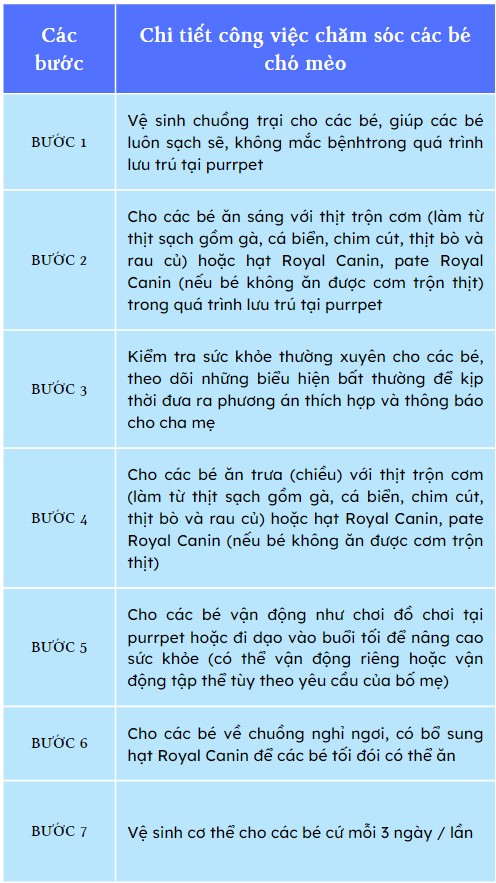 Các
bước
Chi tiết công việc chăm sóc các bé
chó mèo
BƯỚC 1
Vệ sinh chuồng trại cho các bé, giúp các bé
luôn sạch sẽ, không mắc bệnhtrong quá trình
lưu trú tại purrpet
BƯỚC 2
Cho các bé ăn sáng với thịt trộn cơm (làm từ
thịt sạch gồm gà, cá biển, chim cút, thịt bò và
rau củ) hoặc hạt Royal Canin, pate Royal
Canin (nếu bé không ăn được cơm trộn thịt)
trong quá trình lưu trú tại purrpet
BƯỚC 3
Kiểm tra sức khỏe thường xuyên cho các bé,
theo dõi những biểu hiện bất thường để kịp
thời đưa ra phương án thích hợp và thông báo
cho cha mẹ
BƯỚC 4
Cho các bé ăn trưa (chiều) với thịt trộn cơm
(làm từ thịt sạch gồm gà, cá biển, chim cút,
thịt bò và rau củ) hoặc hạt Royal Canin, pate
Royal Canin (nếu bé không ăn được cơm trộn
thịt)
BƯỚC 5
Cho các bé vận động như chơi đồ chơi tại
purrpet hoặc đi dạo vào buổi tối để nâng cao
sức khỏe (có thể vận động riêng hoặc vận
động tập thể tùy theo yêu cầu của bố mẹ)
BƯỚC 6
Cho các bé về chuồng nghỉ ngơi, có bổ sung
hạt Royal Canin để các bé tối đói có thể ăn
BƯỚC 7
Vệ sinh cơ thể cho các bé cứ mỗi 3 ngày / lần